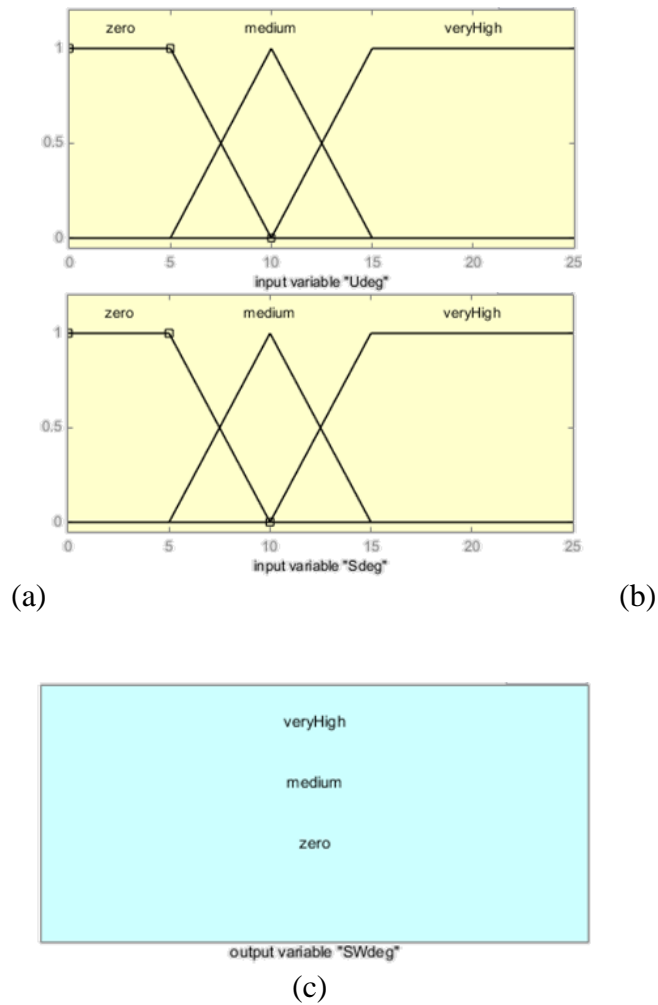 zero medium veryHigh
1
0.5
0
0 5 10 15 20 25
input variable "Udeg"
zero medium veryHigh
1
0.5
0
0 5 10 15 20 25
input variable "Sdeg"
(a) (b)
veryHigh
medium
zero
output variable "SWdeg"
(c)